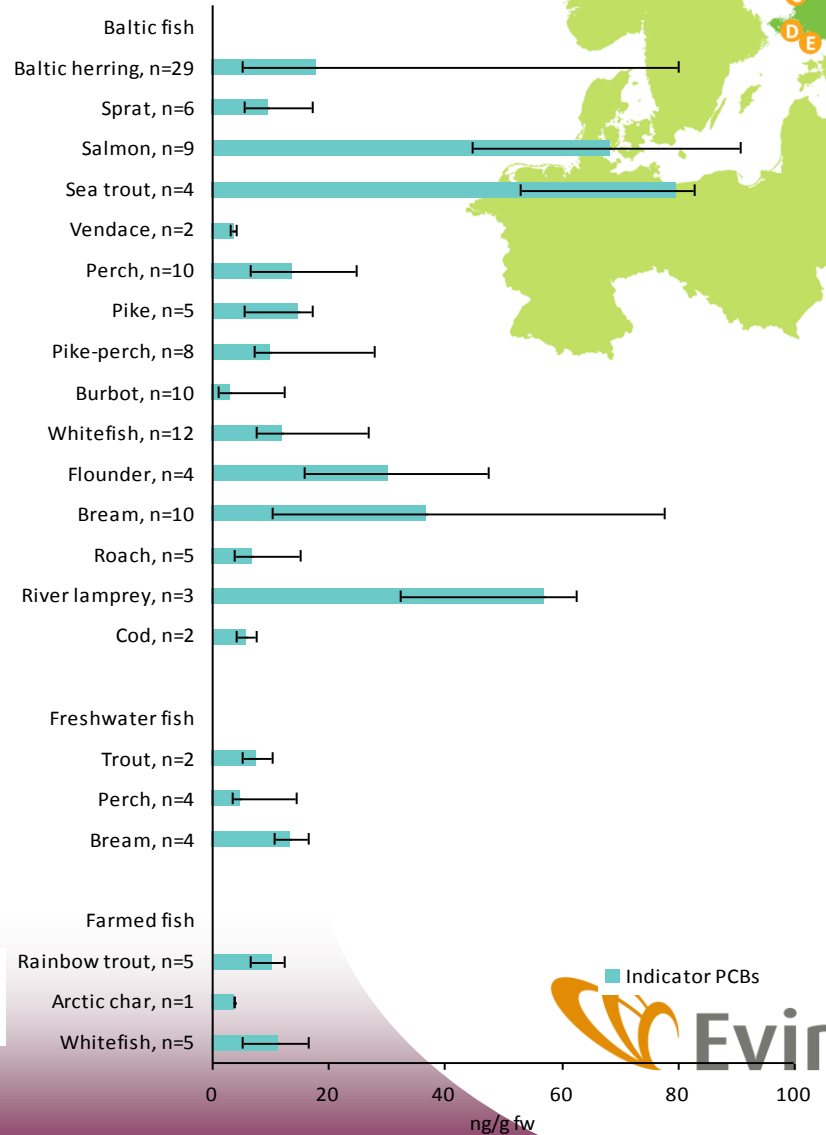 C
D
E
Baltic fish
Baltic herring, n=29
Sprat, n=6
Salmon, n=9
Sea trout, n=4
Vendace, n=2
Perch, n=10
Pike, n=5
Pike-perch, n=8
Burbot, n=10
Whitefish, n=12
Flounder, n=4
Bream, n=10
Roach, n=5
River lamprey, n=3
Cod, n=2
Freshwater fish
Trout, n=2
Perch, n=4
Bream, n=4
Farmed fish
Rainbow trout, n=5
Arctic char, n=1
Whitefish, n=5
Indicator PCBs
Evir
0 20 40 60 80 100
ng/g fw